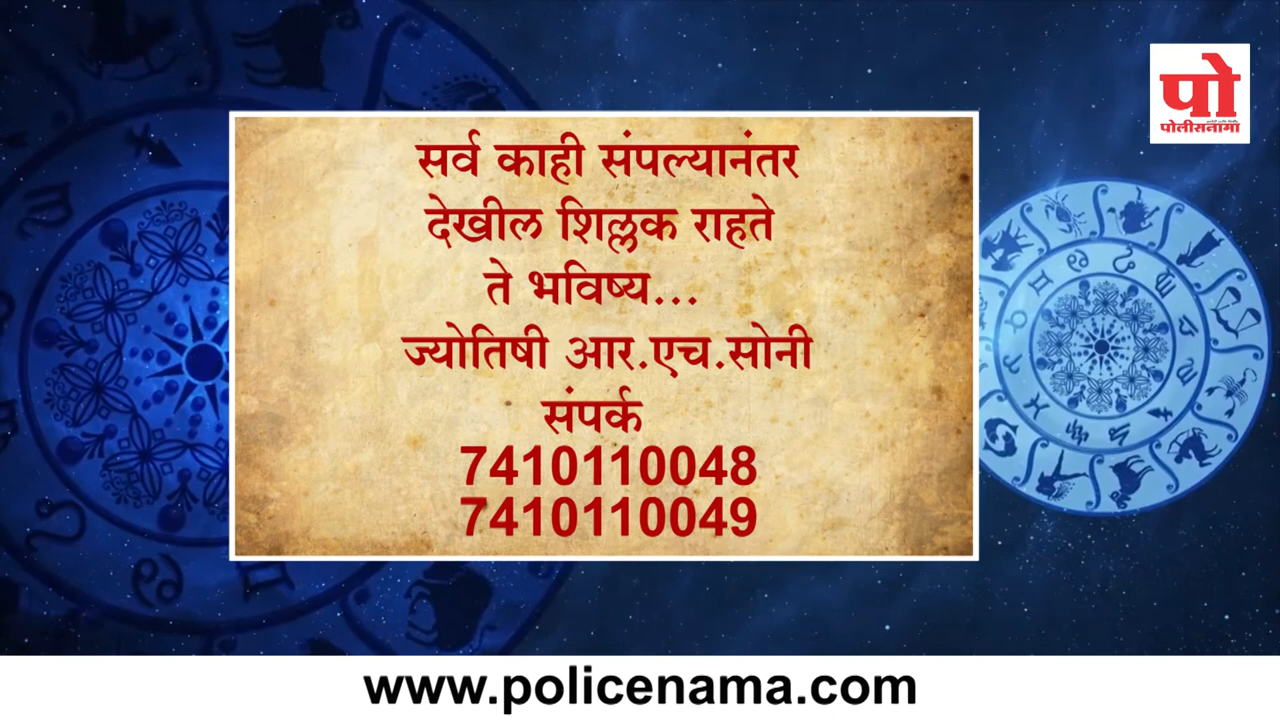 पो
पोलीसनामा
सर्व काही संपल्यानंतर
देखील शिल्लक राहते
ते भविष्य...
ज्योतिषी आर.एच.सोनी
संपर्क
7410110048
7410110049
www.policenama.com